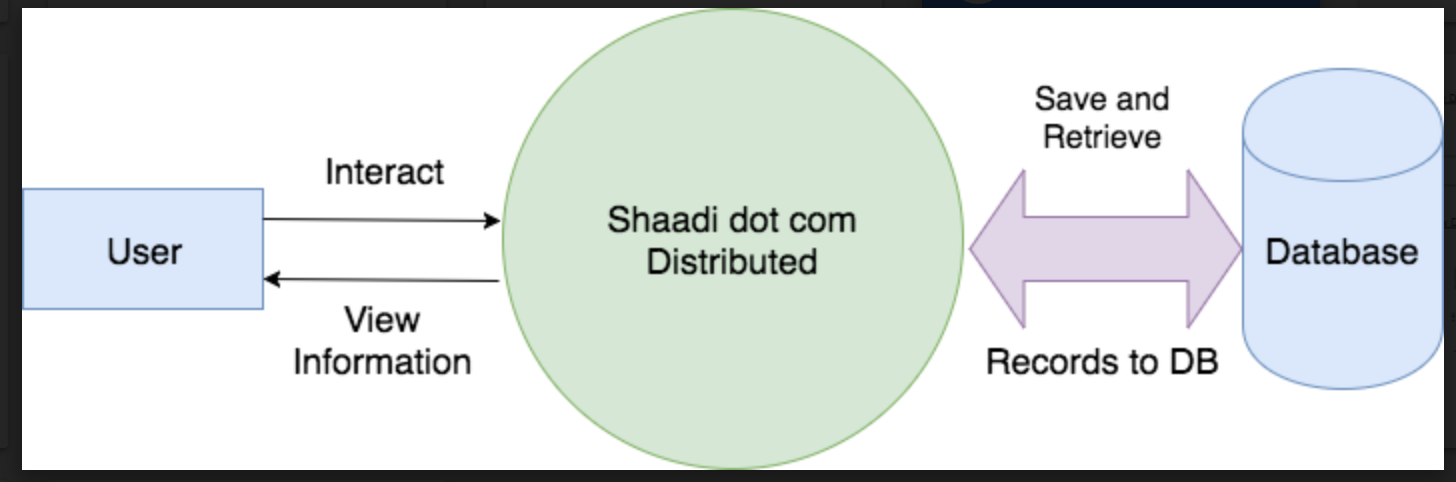 User
Interact
View
Information
Shaadi dot com
Distributed
Save and
Retrieve
Records to DB
Database